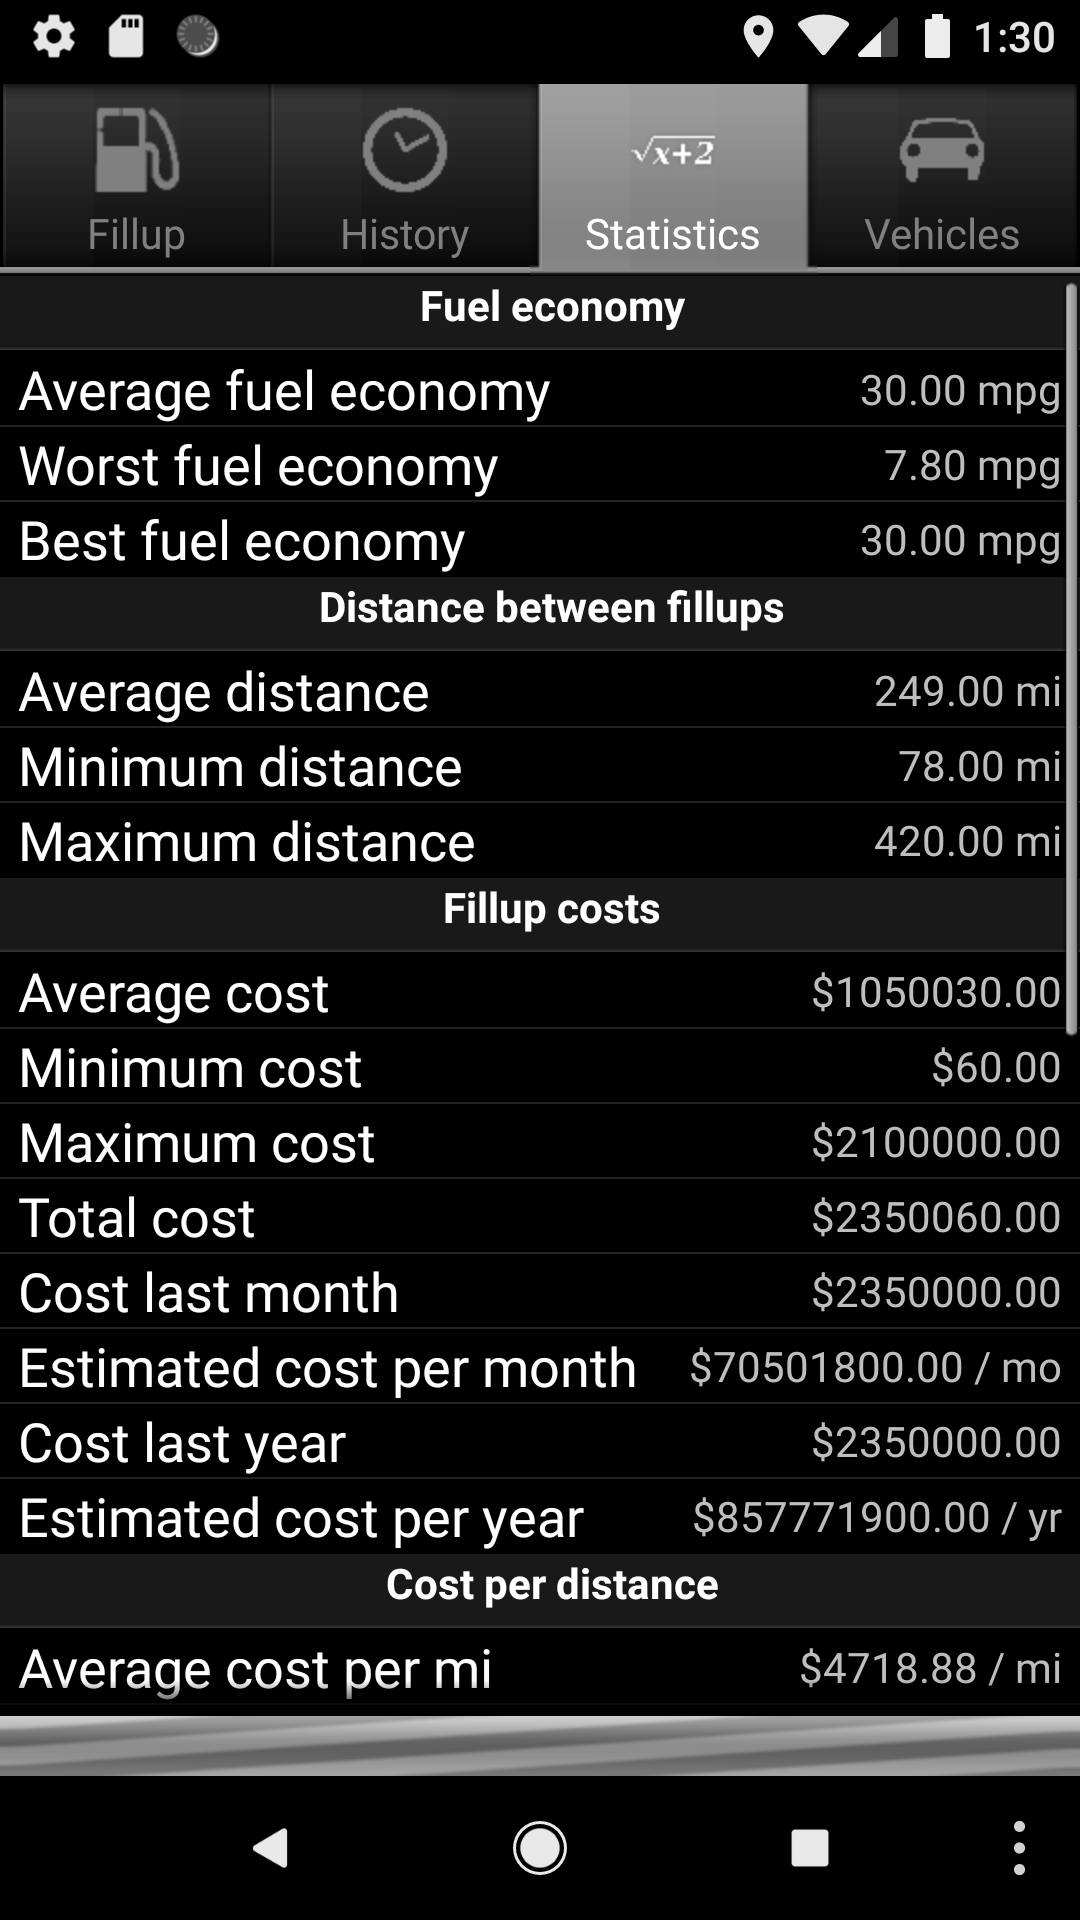 1:30
Fillup
History
√x+2
Statistics
Vehicles
Fuel economy
Average fuel economy 30.00 mpg
Worst fuel economy 7.80 mpg
Best fuel economy 30.00 mpg
Distance between fillups
Average distance 249.00 mi
Minimum distance 78.00 mi
Maximum distance 420.00 mi
Fillup costs
Average cost $1050030.00
Minimum cost $60.00
Maximum cost $2100000.00
Total cost $2350060.00
Cost last month $2350000.00
Estimated cost per month $70501800.00 / mo
Cost last year $2350000.00
Estimated cost per year $857771900.00 / yr
Cost per distance
Average cost per mi $4718.88 / mi